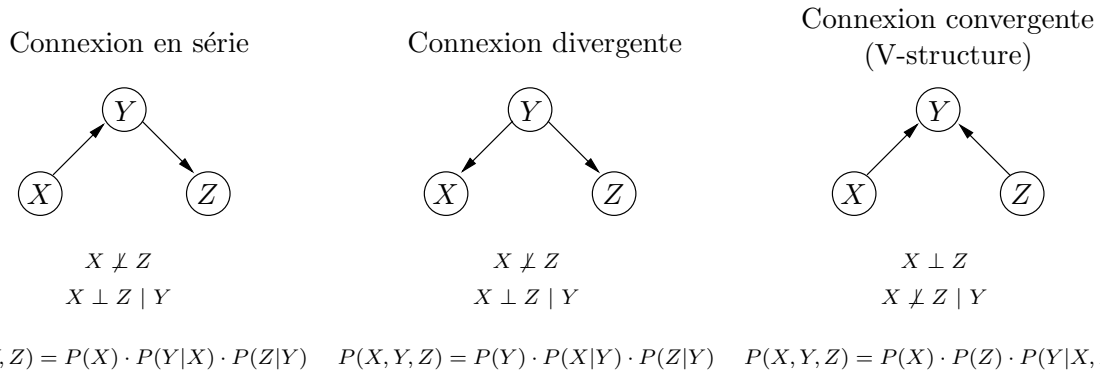 Connexion en série
Y
X
Z
X ⊥̸ Z
X ⊥ Z | Y
, Z) = P(X) · P(Y|X) · P(Z|Y)
Connexion divergente
Y
X
Z
X ⊥̸ Z
X ⊥ Z | Y
P(X, Y, Z) = P(Y) · P(X|Y) · P(Z|Y)
Connexion convergente
(V-structure)
Y
X
Z
X ⊥ Z
X ⊥̸ Z | Y
P(X, Y, Z) = P(X) · P(Z) · P(Y|X,